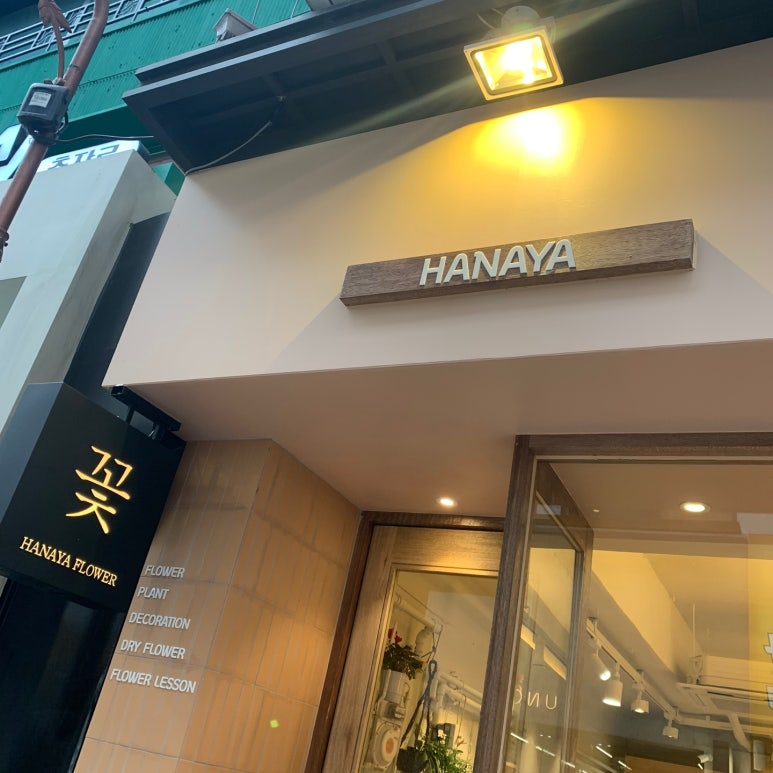 HANAYA
꽃
HANAYA FLOWER
FLOWER
PLANT
DECORATION
DRY FLOWER
FLOWER LESSON